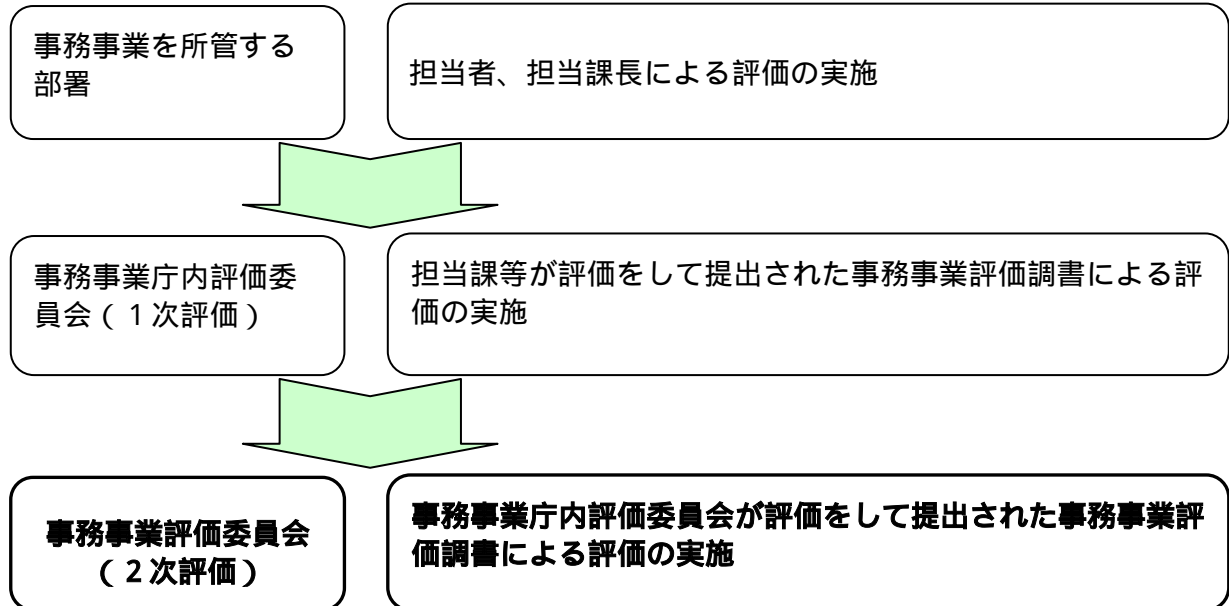 事務事業を所管する
部署
担当者、担当課長による評価の実施
事務事業庁内評価委
員会（１次評価）
担当課等が評価をして提出された事務事業評価調書による評
価の実施
事務事業評価委員会
（２次評価）
事務事業庁内評価委員会が評価をして提出された事務事業評
価調書による評価の実施